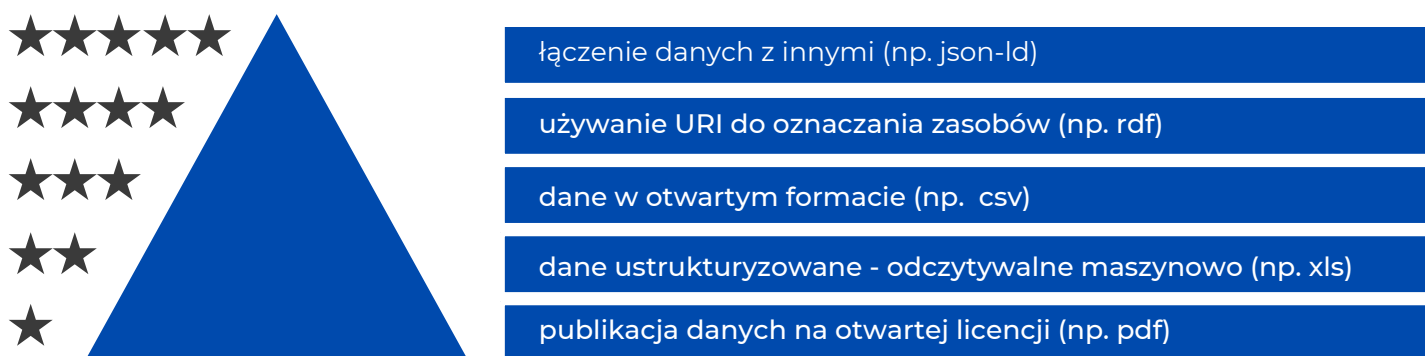 łączenie danych z innymi (np. json-ld)
używanie URI do oznaczania zasobów (np. rdf)
dane w otwartym formacie (np. csv)
dane ustrukturyzowane - odczytywalne maszynowo (np. xls)
publikacja danych na otwartej licencji (np. pdf)